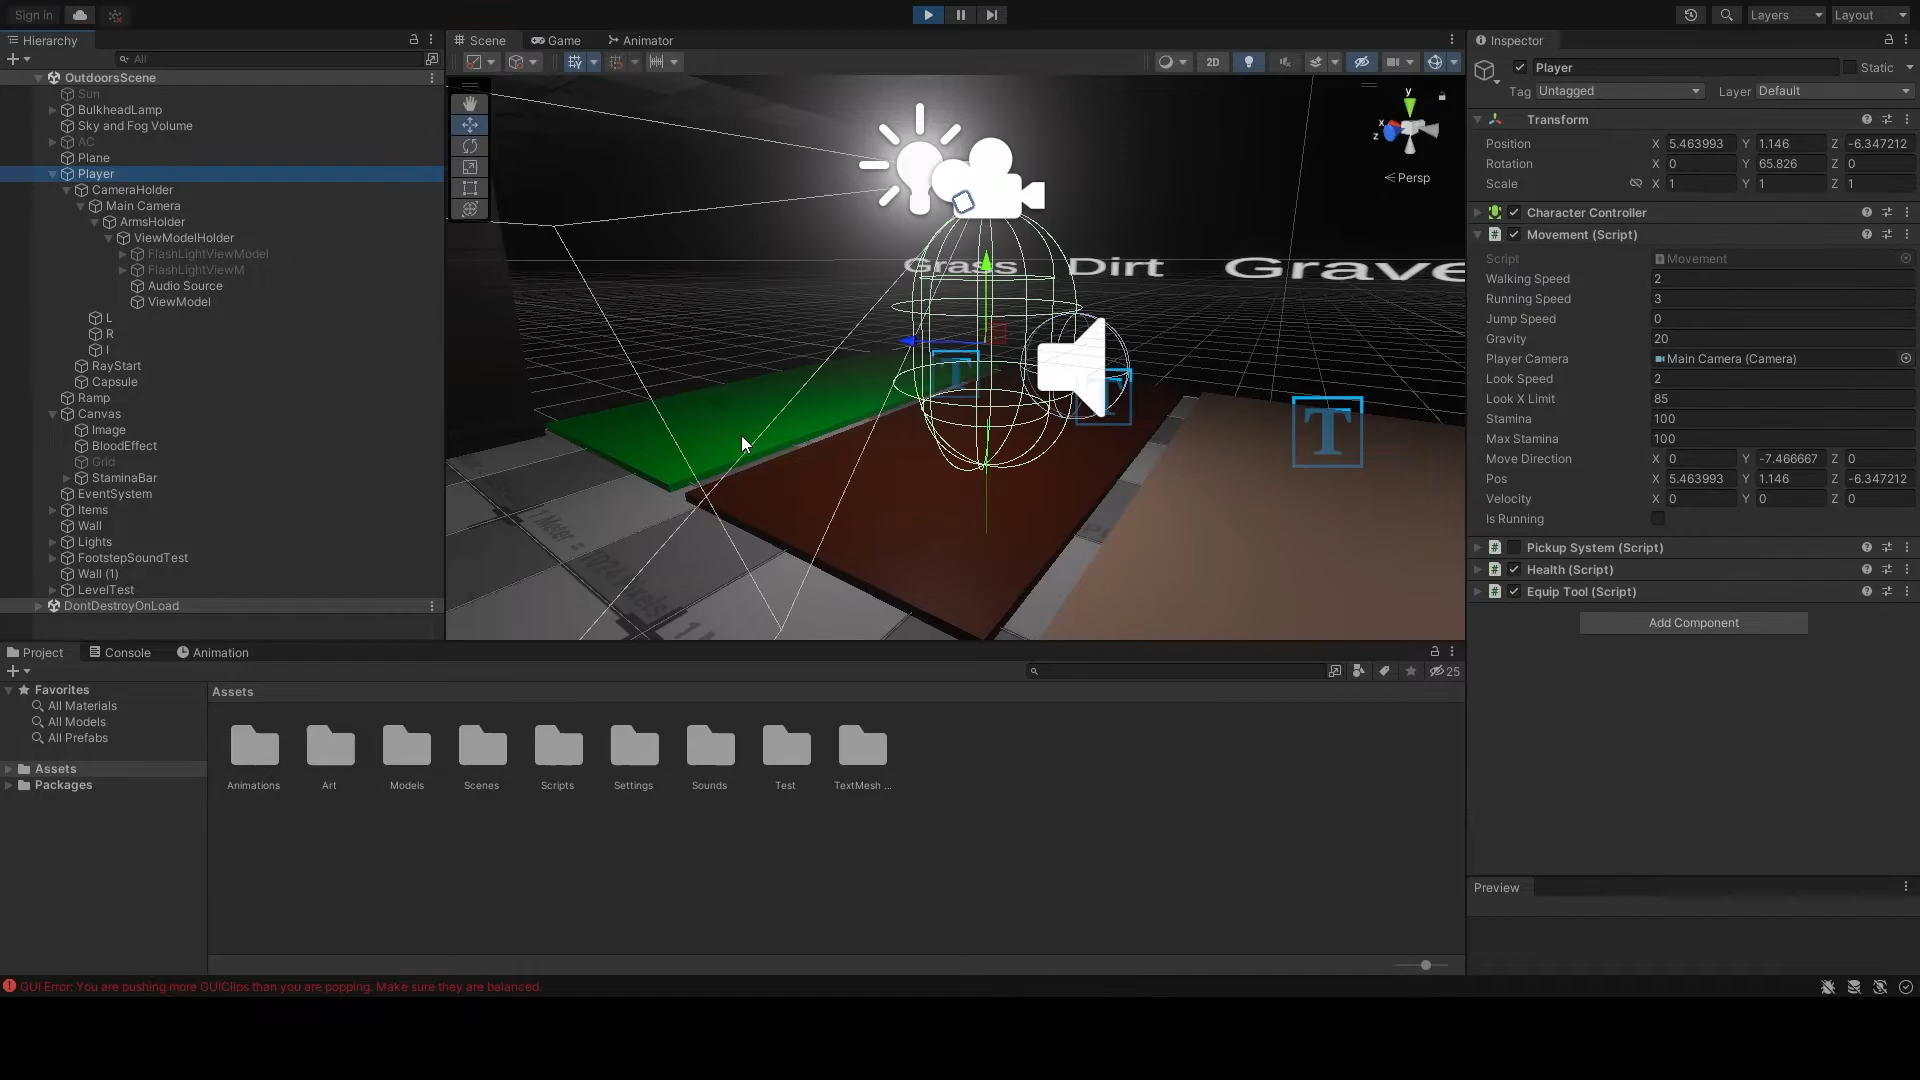 Sign in
Layers
Layout
Hierarchy
All
OutdoorsScene
Sun
BulkheadLamp
Sky and Fog Volume
AC
Plane
Player
CameraHolder
Main Camera
ArmsHolder
ViewModelHolder
FlashLightViewModel
FlashLightViewM
Audio Source
ViewModel
L
R
I
RayStart
Capsule
Ramp
Canvas
Image
BloodEffect
Grid
StaminaBar
EventSystem
Items
Wall
Lights
FootstepSoundTest
Wall (1)
LevelTest
DontDestroyOnLoad
Scene
Game
Animator
2D
y
x
z
Persp
Grass Dirt Grave
T
T
T
Inspector
Player
Static
Tag Untagged Layer Default
Transform
Position X 5.463993 Y 1.146 Z -6.347212
Rotation X 0 Y 65.826 Z 0
Scale X 1 Y 1 Z 1
Character Controller
Movement (Script)
Script Movement
Walking Speed 2
Running Speed 3
Jump Speed 0
Gravity 20
Player Camera Main Camera (Camera)
Look Speed 2
Look X Limit 85
Stamina 100
Max Stamina 100
Move Direction X 0 Y -7.466667 Z 0
Pos X 5.463993 Y 1.146 Z -6.347212
Velocity X 0 Y 0 Z 0
Is Running
Pickup System (Script)
Health (Script)
Equip Tool (Script)
Add Component
Preview
Project
Console
Animation
25
Favorites
All Materials
All Models
All Prefabs
Assets
Packages
Assets
Animations
Art
Models
Scenes
Scripts
Settings
Sounds
Test
TextMesh ...
GUI Error: You are pushing more GUIClips than you are popping. Make sure they are balanced.